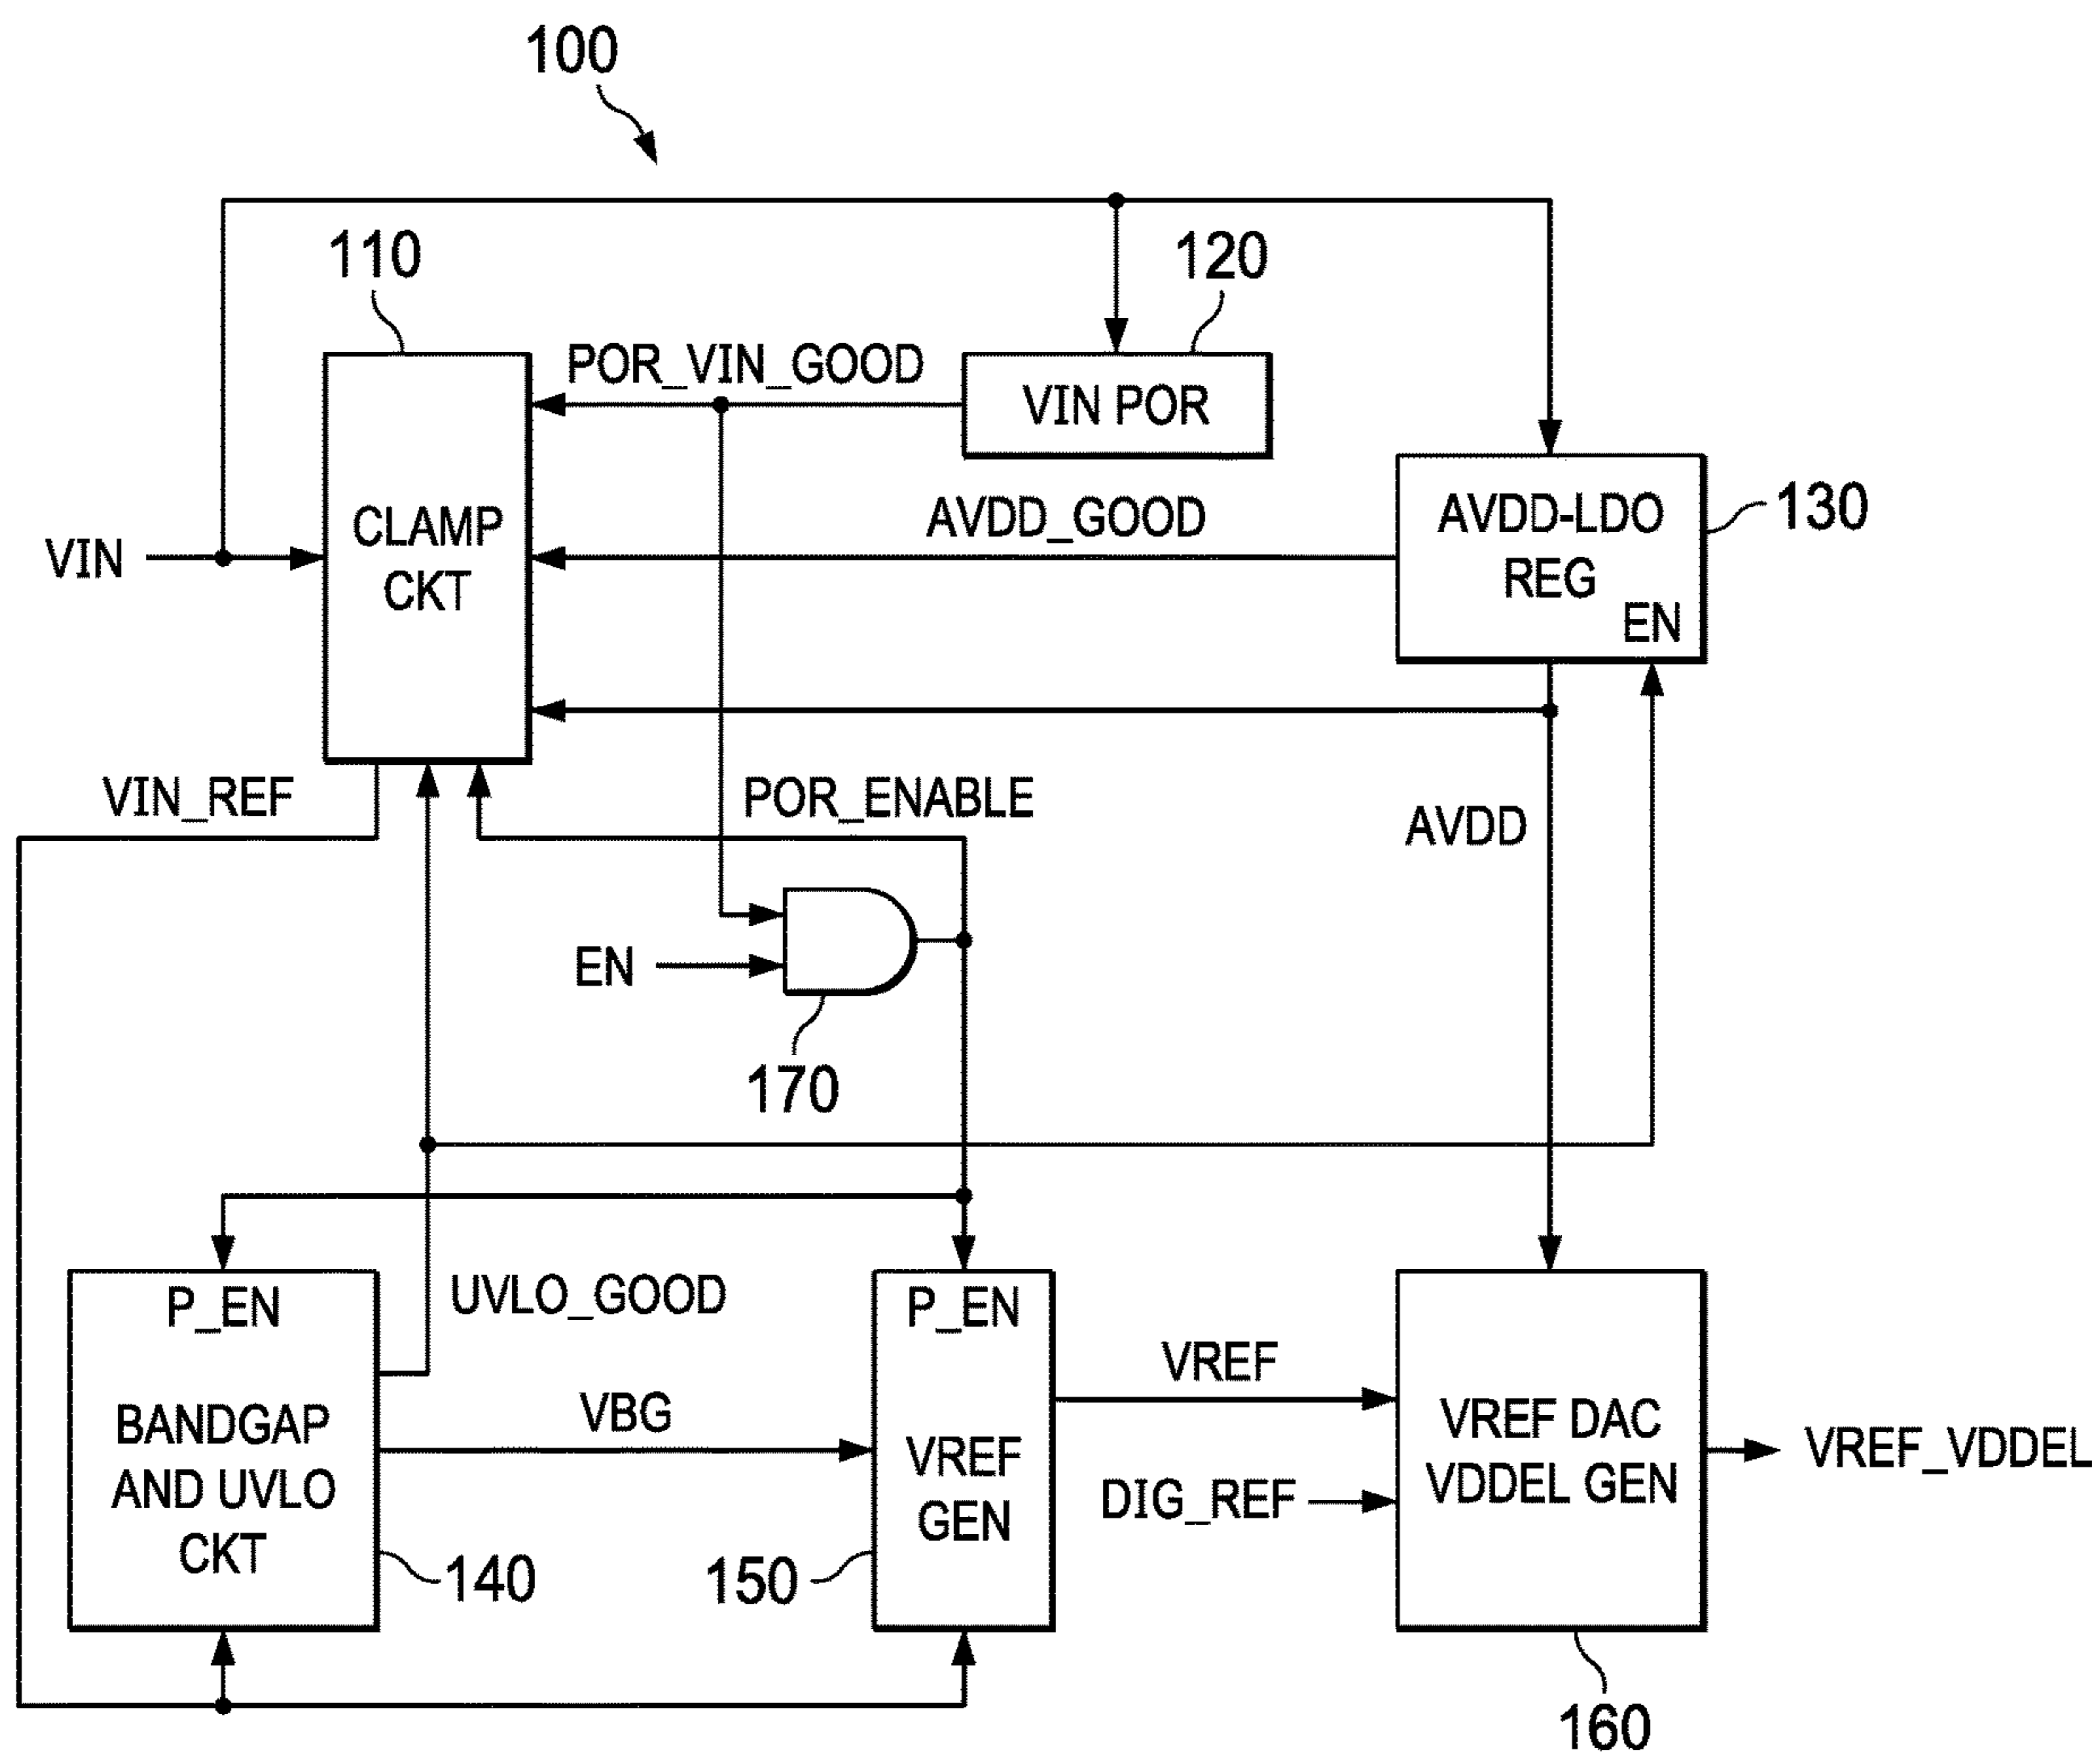 100
110
120
POR_VIN_GOOD
VIN POR
AVDD_GOOD
AVDD-LDO
REG
EN
130
CLAMP
CKT
VIN
VIN_REF
POR_ENABLE
AVDD
EN
170
P_EN
UVLO_GOOD
P_EN
BANDGAP
AND UVLO
CKT
VBG
VREF
GEN
VREF
DIG_REF
VREF DAC
VDDEL GEN
VREF_VDDEL
140
150
160